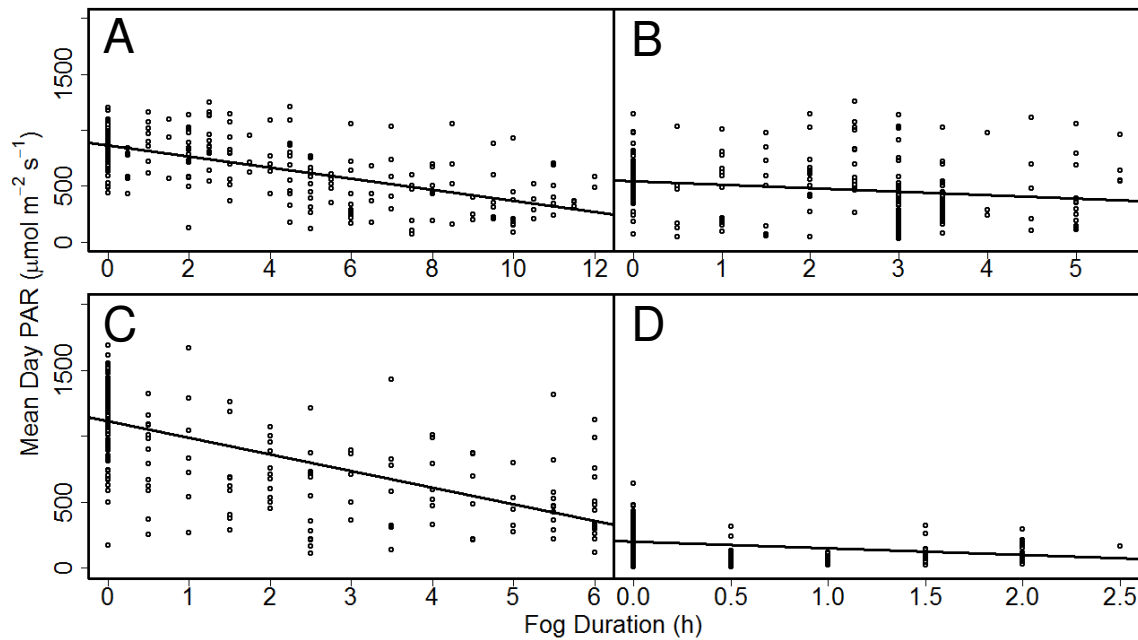 A
B
1500
500
0
0 2 4 6 8 10 12
0 1 2 3 4 5
C
D
1500
500
0
0 1 2 3 4 5 6
0.0 0.5 1.0 1.5 2.0 2.5
Mean Day PAR (μmol m⁻² s⁻¹)
Fog Duration (h)